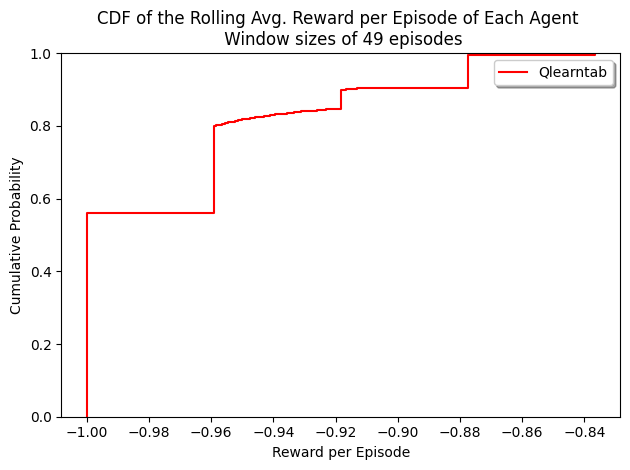 CDF of the Rolling Avg. Reward per Episode of Each Agent
Window sizes of 49 episodes
Qlearntab
Cumulative Probability
1.0
0.8
0.6
0.4
0.2
0.0
−1.00 −0.98 −0.96 −0.94 −0.92 −0.90 −0.88 −0.86 −0.84
Reward per Episode